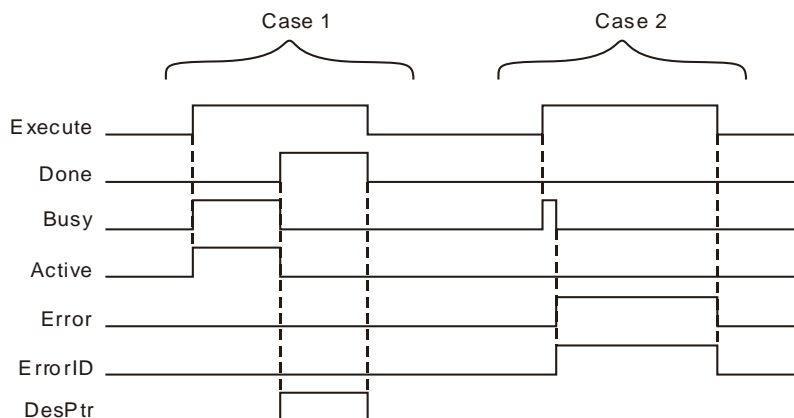 Case 1
Case 2
Execute
Done
Busy
Active
Error
ErrorID
DesPtr